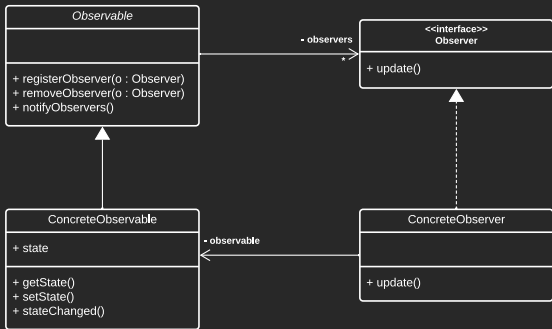 Observable
+ registerObserver(o : Observer)
+ removeObserver(o : Observer)
+ notifyObservers()
- observers
*
<<interface>>
Observer
+ update()
ConcreteObservable
+ state
+ getState()
+ setState()
+ stateChanged()
- observable
ConcreteObserver
+ update()